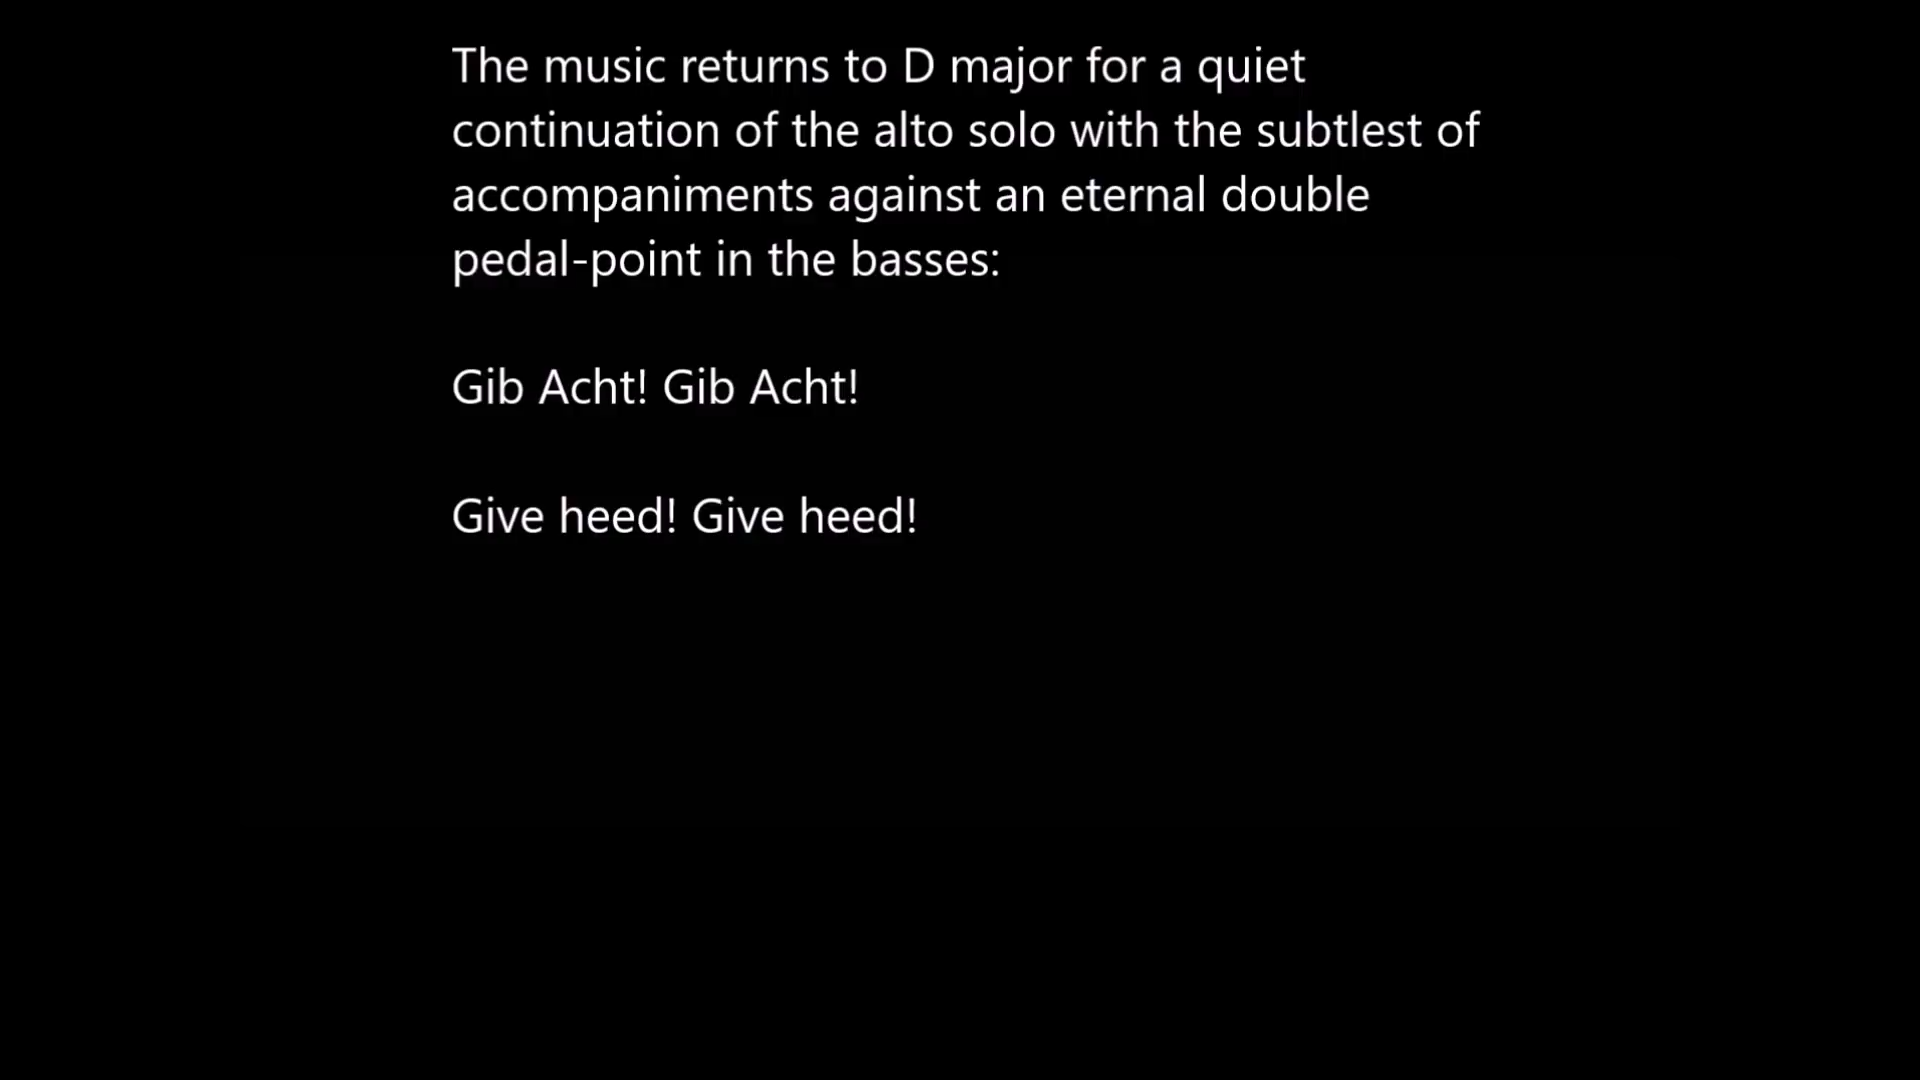 The music returns to D major for a quiet
continuation of the alto solo with the subtlest of
accompaniments against an eternal double
pedal-point in the basses:
Gib Acht! Gib Acht!
Give heed! Give heed!